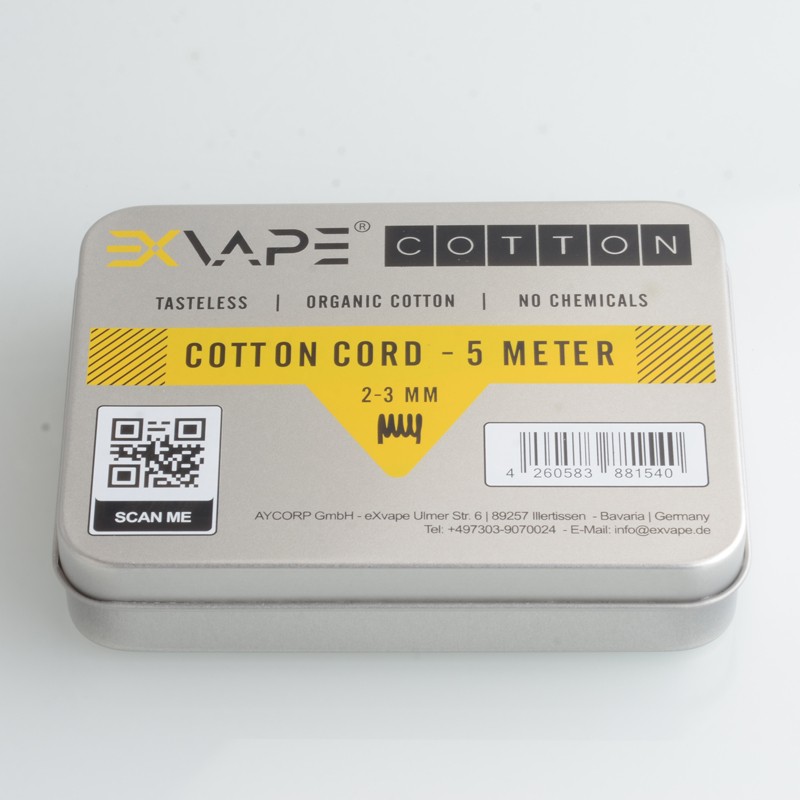 EXVAPE® COTTON
TASTELESS | ORGANIC COTTON | NO CHEMICALS
COTTON CORD - 5 METER
2-3 MM
4 260583 881540
SCAN ME
AYCORP GmbH - eXvape Ulmer Str. 6 | 89257 Illertissen - Bavaria | Germany
Tel: +497303-9070024 - E-Mail: info@exvape.de